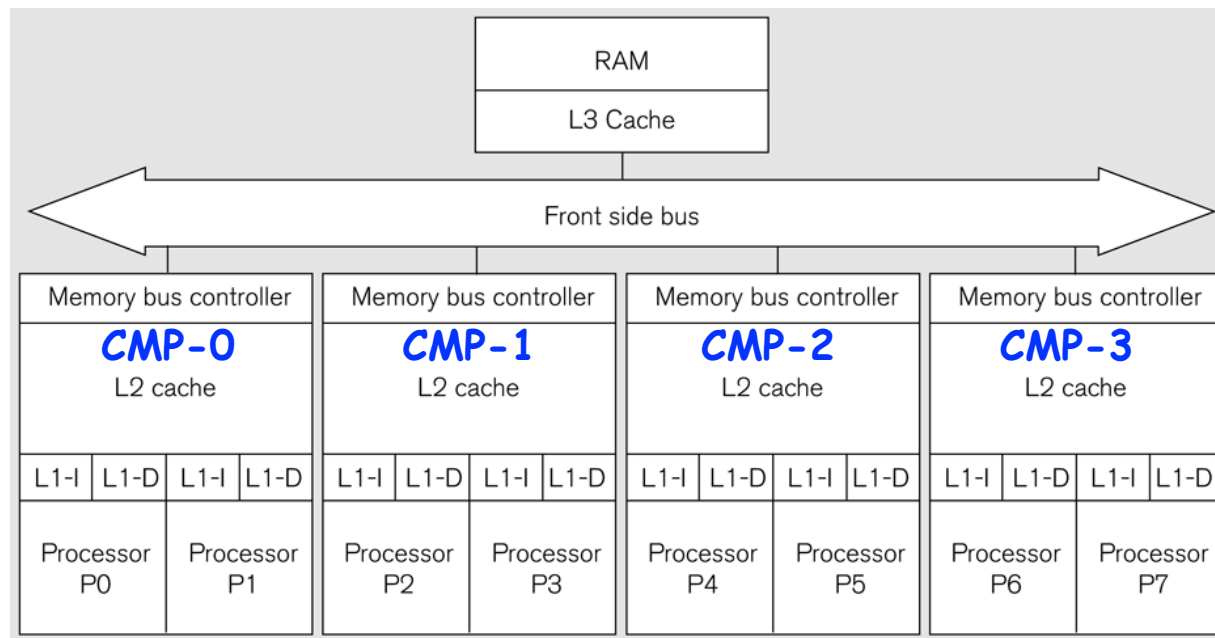 RAM
L3 Cache
Front side bus
Memory bus controller
CMP-0
L2 cache
L1-I L1-D L1-I L1-D
Processor P0
Processor P1
Memory bus controller
CMP-1
L2 cache
L1-I L1-D L1-I L1-D
Processor P2
Processor P3
Memory bus controller
CMP-2
L2 cache
L1-I L1-D L1-I L1-D
Processor P4
Processor P5
Memory bus controller
CMP-3
L2 cache
L1-I L1-D L1-I L1-D
Processor P6
Processor P7